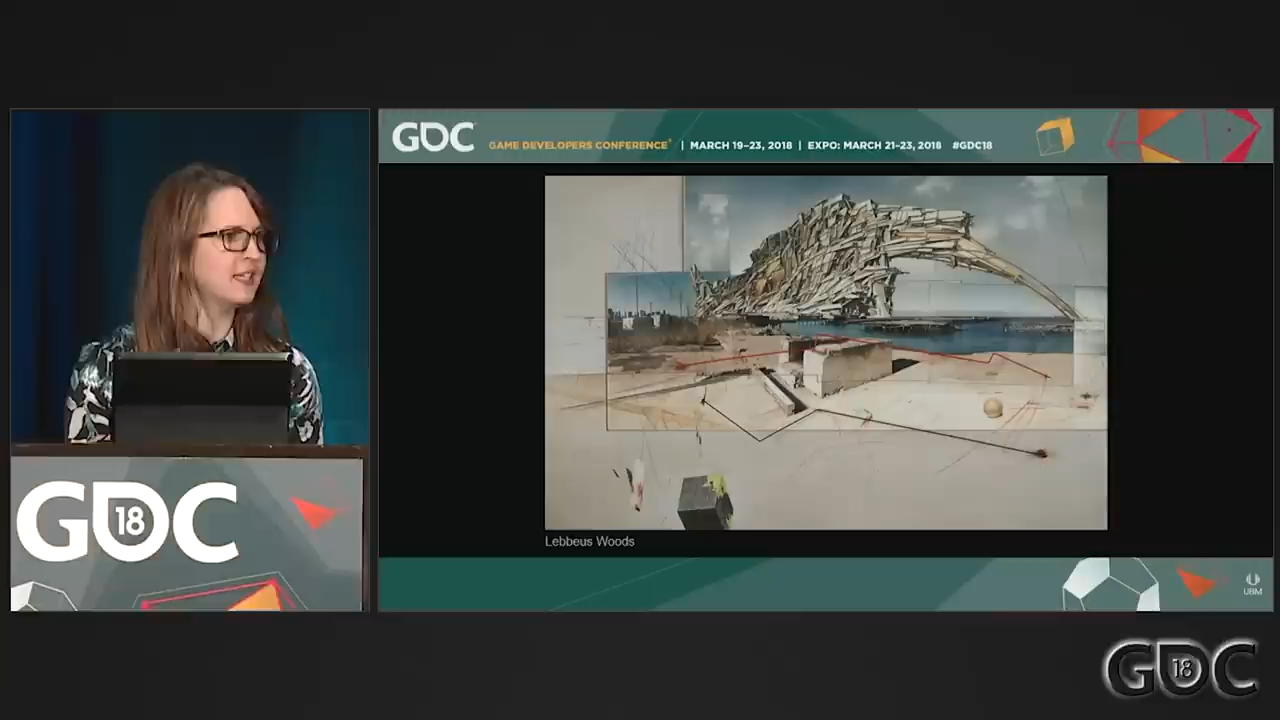 GDC GAME DEVELOPERS CONFERENCE® | MARCH 19–23, 2018 | EXPO: MARCH 21–23, 2018 #GDC18
Lebbeus Woods
UBM
GDC
18
GDC
18